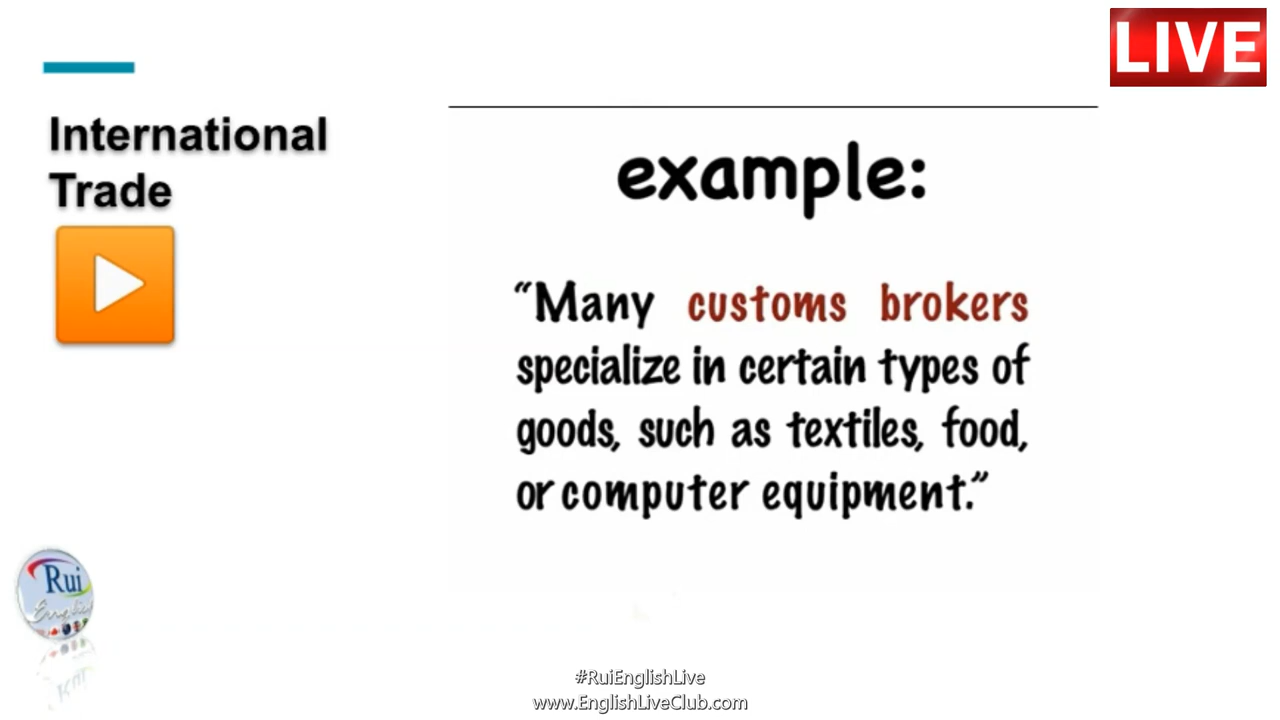 LIVE
International
Trade
example:
“Many customs brokers
specialize in certain types of
goods, such as textiles, food,
or computer equipment.”
Rui
English
#RuiEnglishLive
www.EnglishLiveClub.com